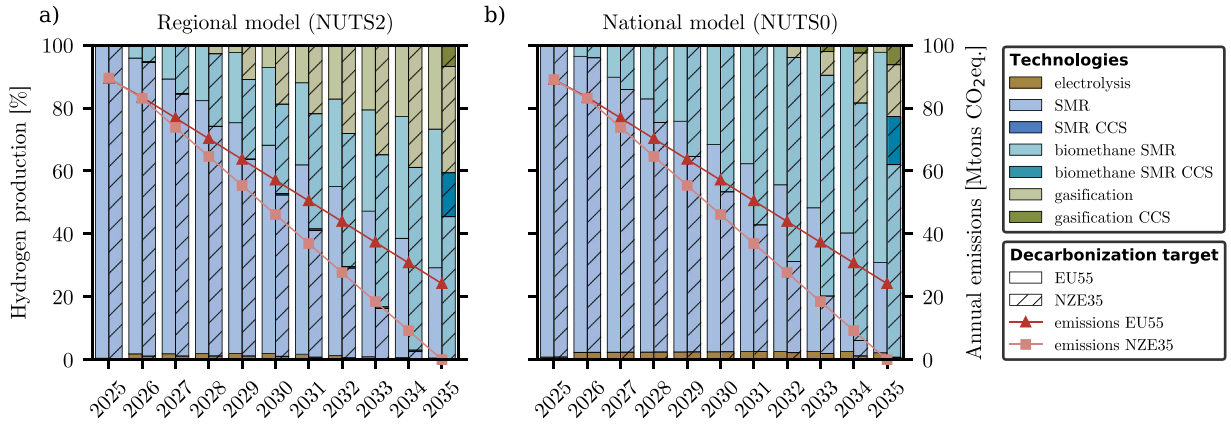 a)
Regional model (NUTS2)
Hydrogen production [%]
100
80
60
40
20
0
2025
2026
2027
2028
2029
2030
2031
2032
2033
2034
2035
b)
National model (NUTS0)
100
80
60
40
20
0
Annual emissions [Mtons CO₂eq.]
2025
2026
2027
2028
2029
2030
2031
2032
2033
2034
2035
Technologies
electrolysis
SMR
SMR CCS
biomethane SMR
biomethane SMR CCS
gasification
gasification CCS
Decarbonization target
EU55
NZE35
emissions EU55
emissions NZE35